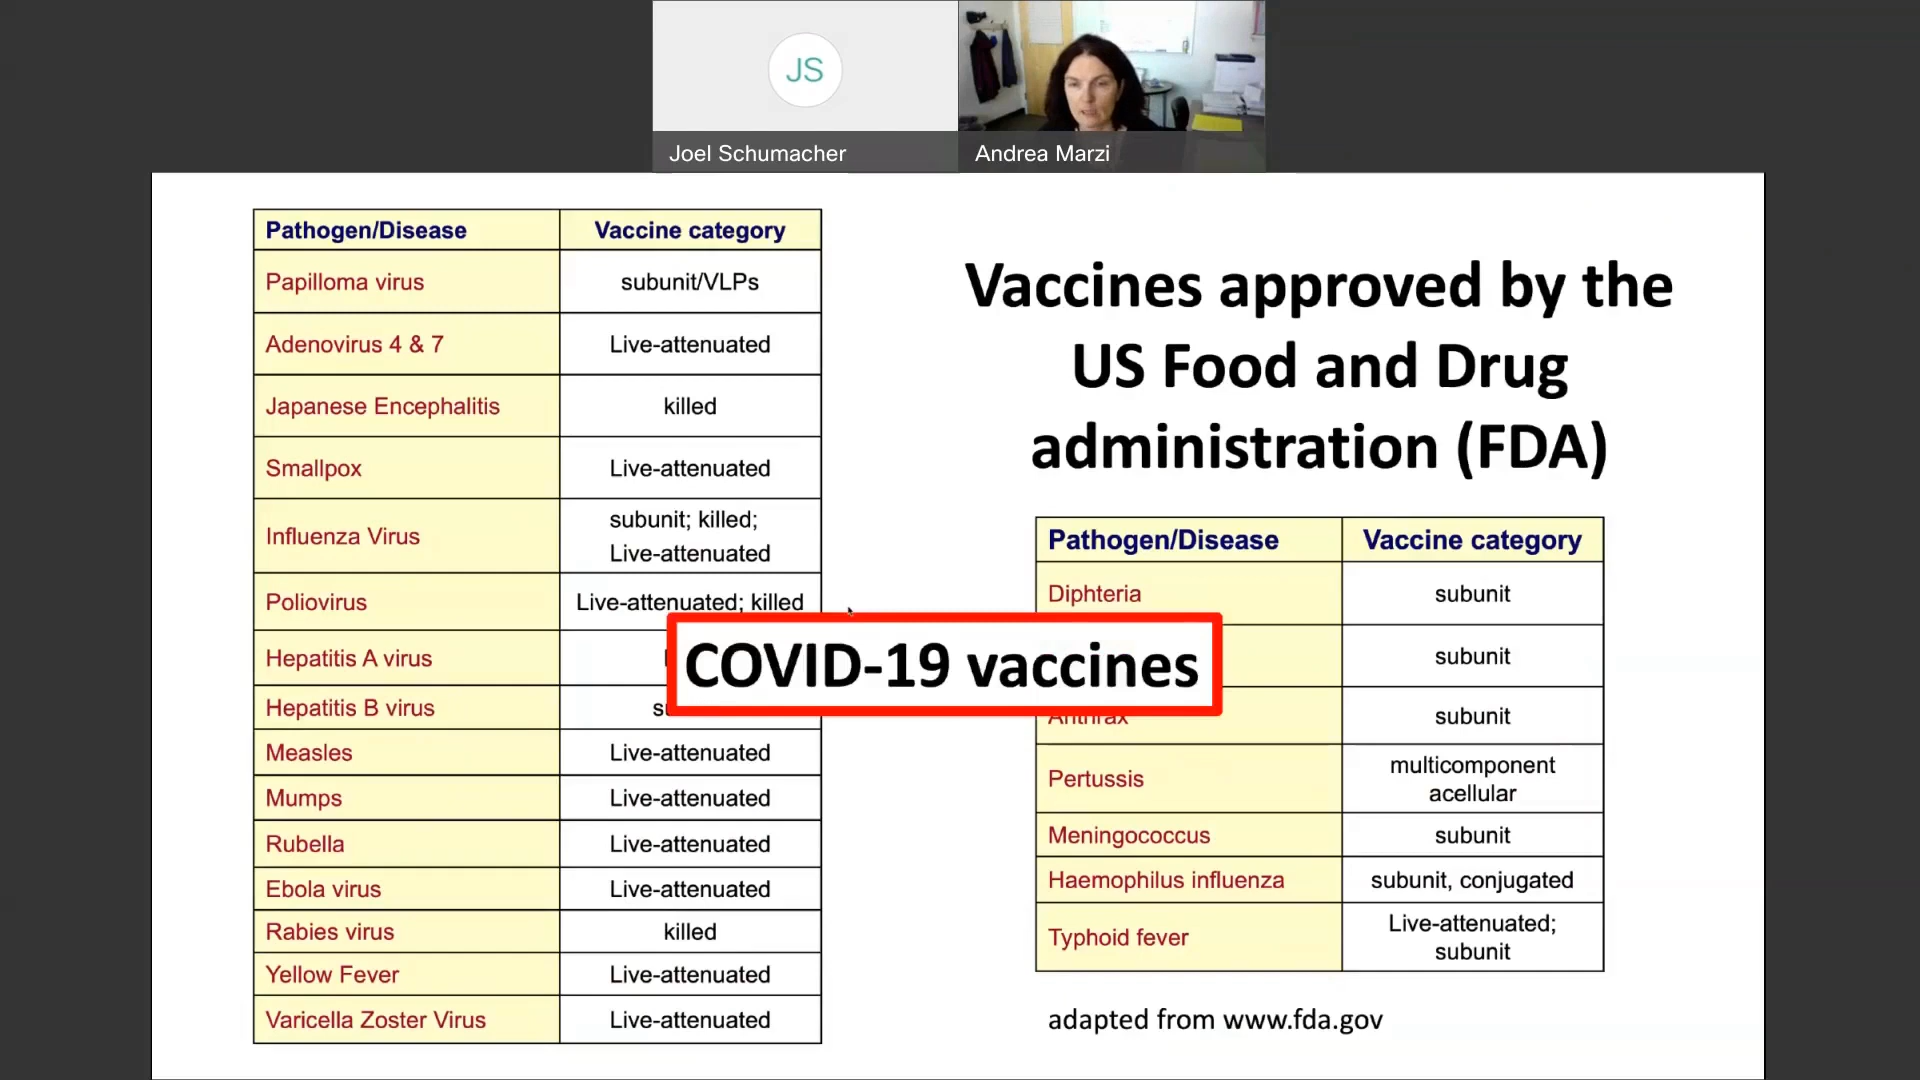 JS
Joel Schumacher
Andrea Marzi
Pathogen/Disease Vaccine category
Papilloma virus subunit/VLPs
Adenovirus 4 & 7 Live-attenuated
Japanese Encephalitis killed
Smallpox Live-attenuated
Influenza Virus subunit; killed;
Live-attenuated
Poliovirus Live-attenuated; killed
Hepatitis A virus
Hepatitis B virus
Measles Live-attenuated
Mumps Live-attenuated
Rubella Live-attenuated
Ebola virus Live-attenuated
Rabies virus killed
Yellow Fever Live-attenuated
Varicella Zoster Virus Live-attenuated
COVID-19 vaccines
Vaccines approved by the
US Food and Drug
administration (FDA)
Pathogen/Disease Vaccine category
Diphteria subunit
subunit
Anthrax subunit
Pertussis multicomponent
acellular
Meningococcus subunit
Haemophilus influenza subunit, conjugated
Typhoid fever Live-attenuated;
subunit
adapted from www.fda.gov